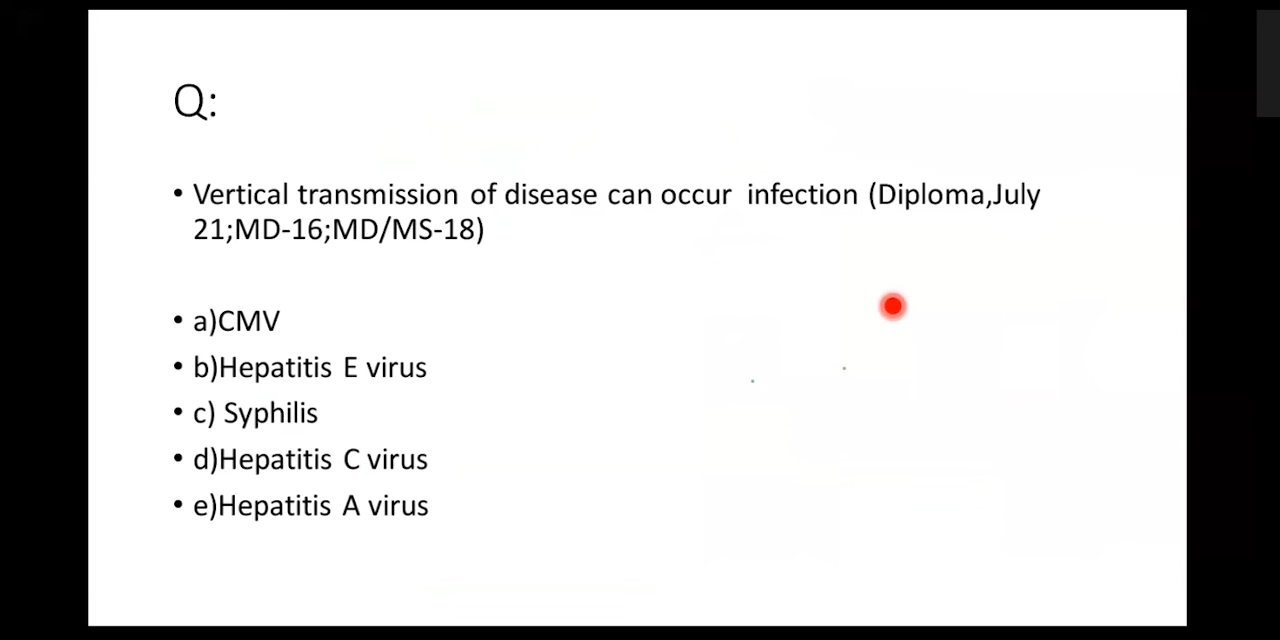 Q:
• Vertical transmission of disease can occur infection (Diploma,July
21;MD-16;MD/MS-18)
• a)CMV
• b)Hepatitis E virus
• c) Syphilis
• d)Hepatitis C virus
• e)Hepatitis A virus